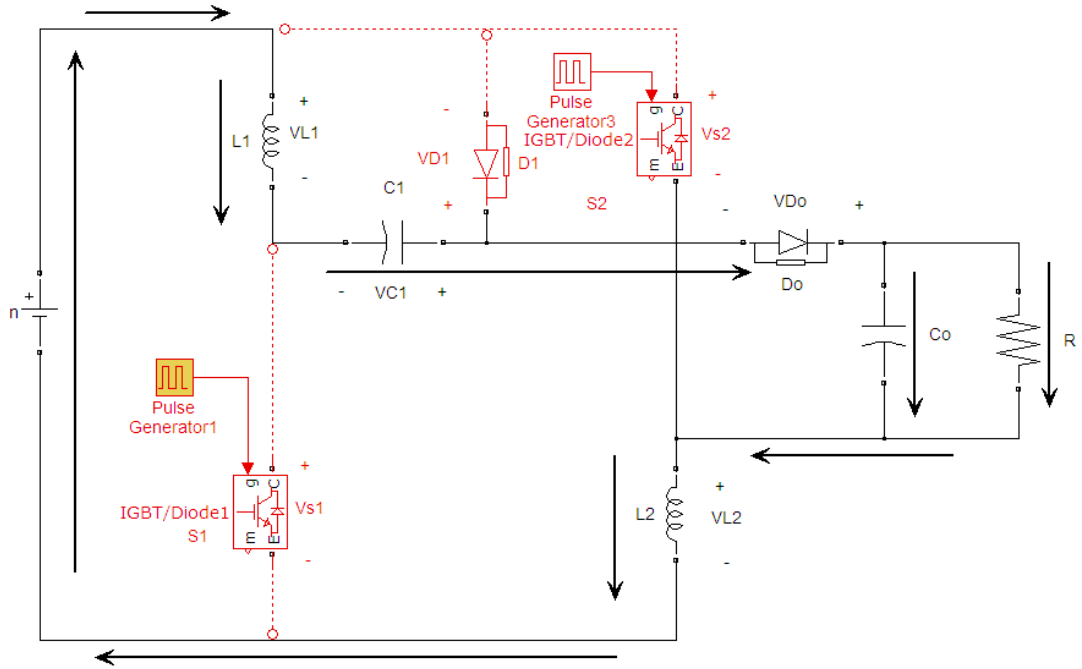 +
VL1
-
L1
Pulse
Generator3
IGBT/Diode2
g
C
m
E
+
Vs2
-
S2
-
VD1
D1
+
C1
-
VC1
+
-
VDo
+
Do
+
n
Co
R
Pulse
Generator1
IGBT/Diode1
S1
g
C
m
E
+
Vs1
-
L2
+
VL2
-